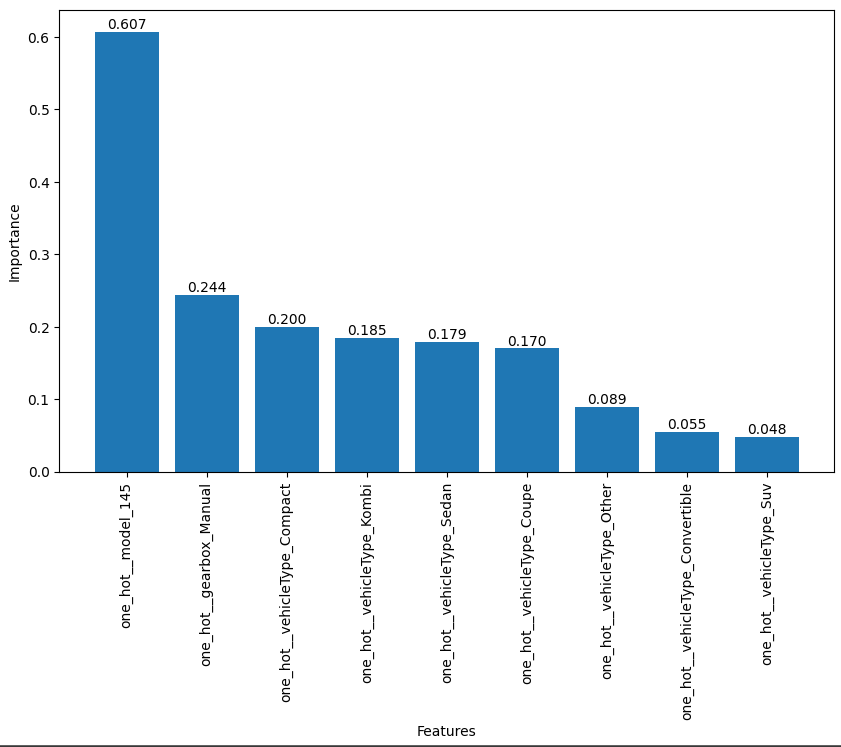 0.607
0.244
0.200
0.185
0.179
0.170
0.089
0.055
0.048
0.6
0.5
0.4
0.3
0.2
0.1
0.0
Importance
one_hot__model_145
one_hot__gearbox_Manual
one_hot__vehicleType_Compact
one_hot__vehicleType_Kombi
one_hot__vehicleType_Sedan
one_hot__vehicleType_Coupe
one_hot__vehicleType_Other
one_hot__vehicleType_Convertible
one_hot__vehicleType_Suv
Features